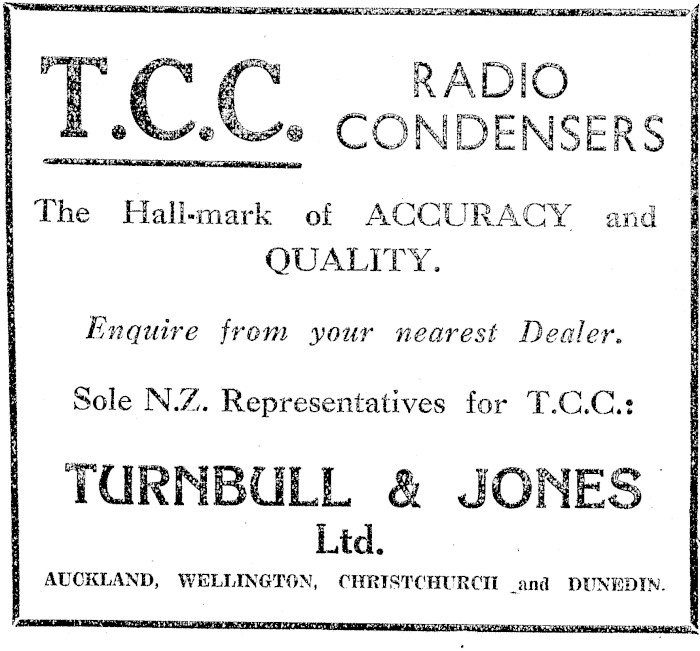 T.C.C. RADIO CONDENSERS
The Hall-mark of ACCURACY and
QUALITY.
Enquire from your nearest Dealer.
Sole N.Z. Representatives for T.C.C.:
TURNBULL & JONES
Ltd.
AUCKLAND, WELLINGTON, CHRISTCHURCH and DUNEDIN.